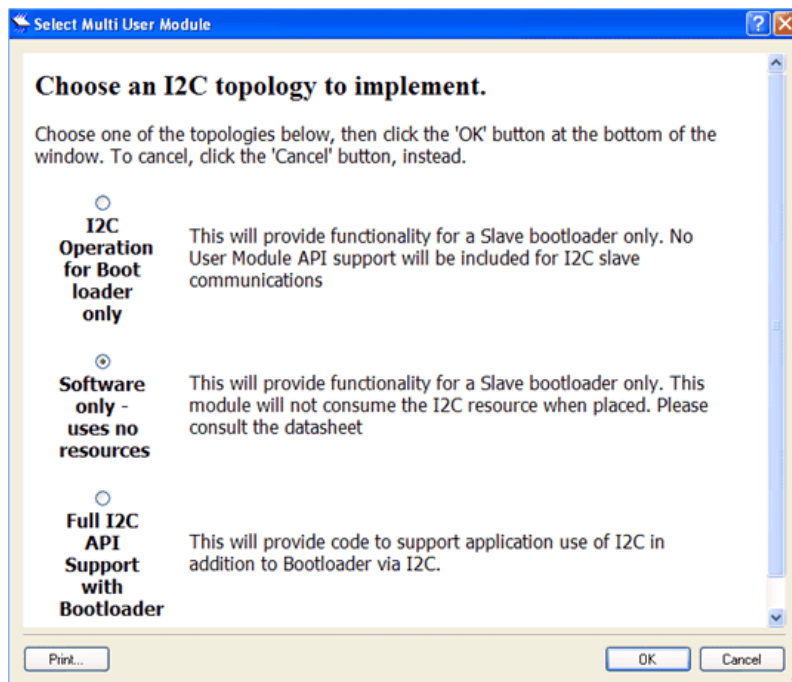 Select Multi User Module
Choose an I2C topology to implement.
Choose one of the topologies below, then click the 'OK' button at the bottom of the
window. To cancel, click the 'Cancel' button, instead.
I2C
Operation
for Boot
loader
only
This will provide functionality for a Slave bootloader only. No
User Module API support will be included for I2C slave
communications
Software
only -
uses no
resources
This will provide functionality for a Slave bootloader only. This
module will not consume the I2C resource when placed. Please
consult the datasheet
Full I2C
API
Support
with
Bootloader
This will provide code to support application use of I2C in
addition to Bootloader via I2C.
Print...
OK
Cancel